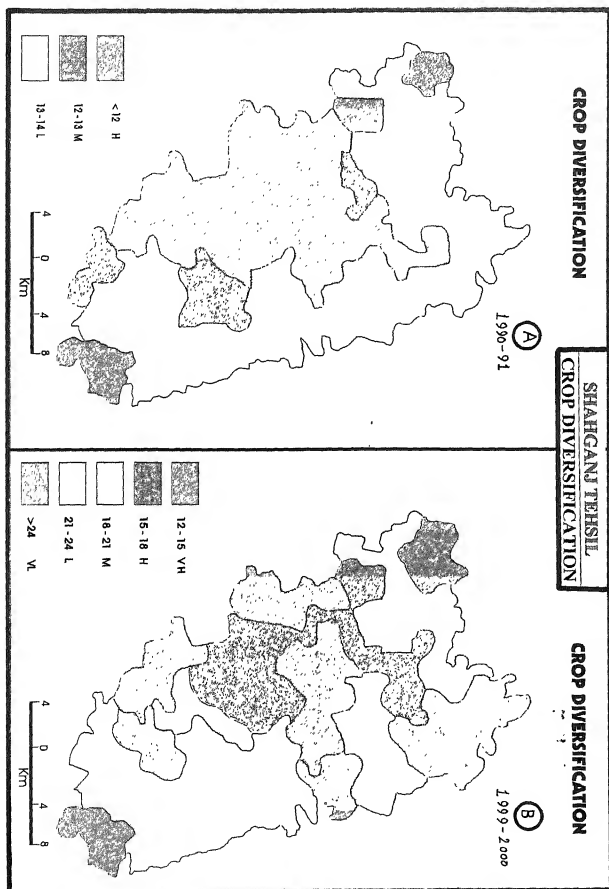 SHAHGANJ TEHSIL
CROP DIVERSIFICATION
CROP DIVERSIFICATION
A
1990-91
<12 H
12-13 M
13-14 L
4 0 4 8
Km
CROP DIVERSIFICATION
B
1999-2000
12-15 VH
15-18 H
18-21 M
21-24 L
>24 VL
4 0 4 8
Km